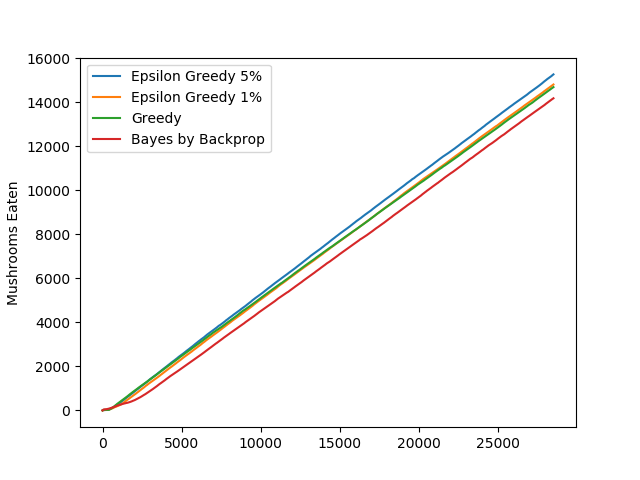 16000
14000
12000
10000
8000
6000
4000
2000
0
Mushrooms Eaten
Epsilon Greedy 5%
Epsilon Greedy 1%
Greedy
Bayes by Backprop
0 5000 10000 15000 20000 25000